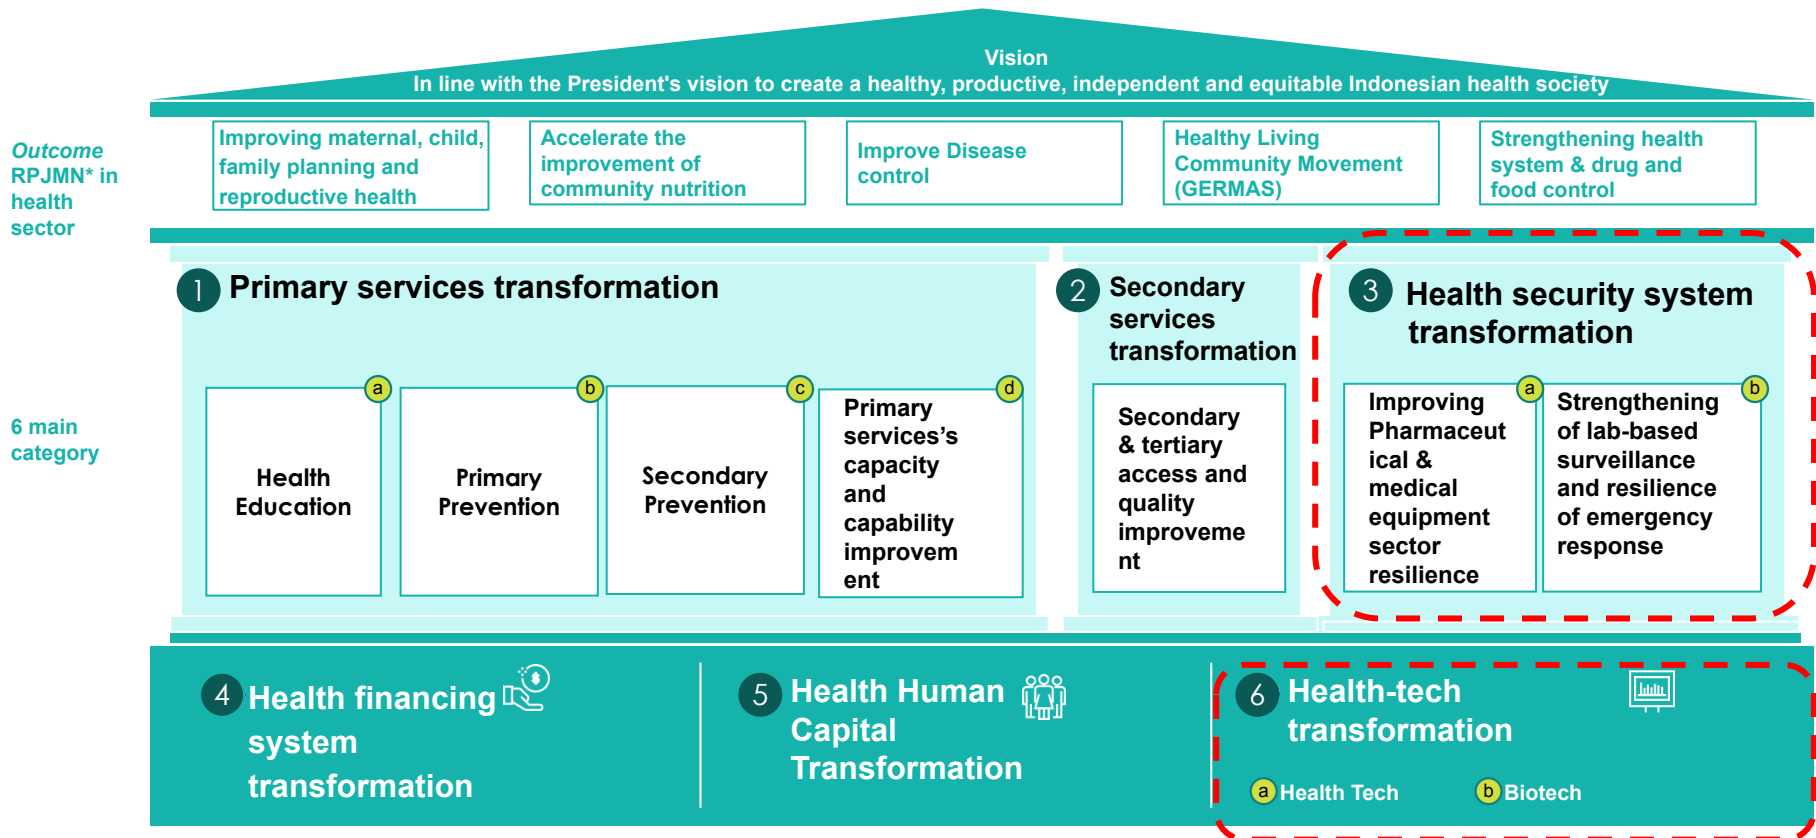 Vision
In line with the President's vision to create a healthy, productive, independent and equitable Indonesian health society
Outcome
RPJMN* in
health
sector
Improving maternal, child,
family planning and
reproductive health
Accelerate the
improvement of
community nutrition
Improve Disease
control
Healthy Living
Community Movement
(GERMAS)
Strengthening health
system & drug and
food control
6 main
category
1
Primary services transformation
a
Health
Education
b
Primary
Prevention
c
Secondary
Prevention
d
Primary
services's
capacity
and
capability
improvem
ent
2
Secondary
services
transformation
Secondary
& tertiary
access and
quality
improveme
nt
3
Health security system
transformation
a
Improving
Pharmaceut
ical &
medical
equipment
sector
resilience
b
Strengthening
of lab-based
surveillance
and resilience
of emergency
response
4
Health financing
system
transformation
$
5
Health Human
Capital
Transformation
6
Health-tech
transformation
a Health Tech
b Biotech